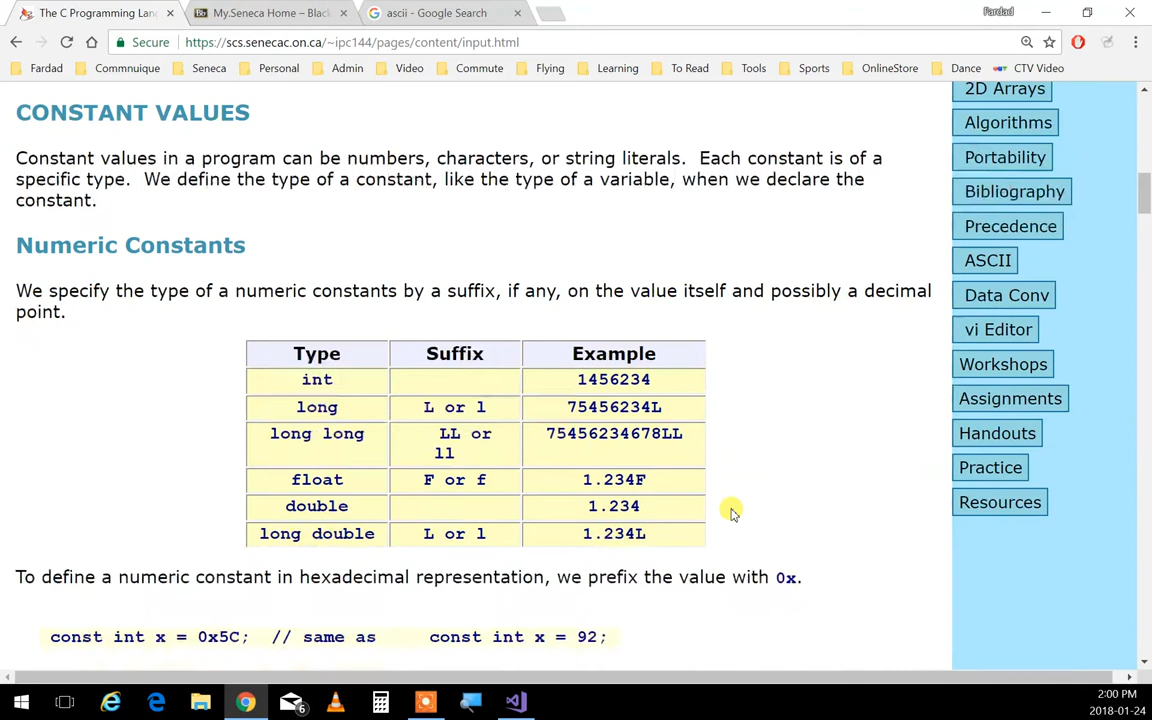 The C Programming Lan
My.Seneca Home – Black
ascii - Google Search
Fardad
Secure
https://scs.senecac.on.ca/~ipc144/pages/content/input.html
Fardad
Commnuique
Seneca
Personal
Admin
Video
Commute
Flying
Learning
To Read
Tools
Sports
OnlineStore
Dance
CTV Video
CONSTANT VALUES
Constant values in a program can be numbers, characters, or string literals. Each constant is of a
specific type. We define the type of a constant, like the type of a variable, when we declare the
constant.
Numeric Constants
We specify the type of a numeric constants by a suffix, if any, on the value itself and possibly a decimal
point.
Type Suffix Example
int 1456234
long L or l 75456234L
long long LL or 75456234678LL
ll
float F or f 1.234F
double 1.234
long double L or l 1.234L
To define a numeric constant in hexadecimal representation, we prefix the value with 0x.
const int x = 0x5C; // same as const int x = 92;
2D Arrays
Algorithms
Portability
Bibliography
Precedence
ASCII
Data Conv
vi Editor
Workshops
Assignments
Handouts
Practice
Resources
6
2:00 PM
2018-01-24